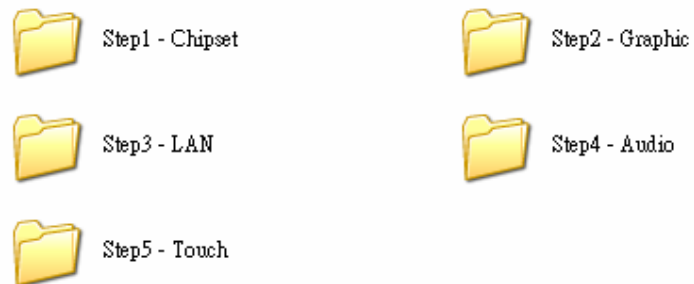 Step1 - Chipset
Step2 - Graphic
Step3 - LAN
Step4 - Audio
Step5 - Touch